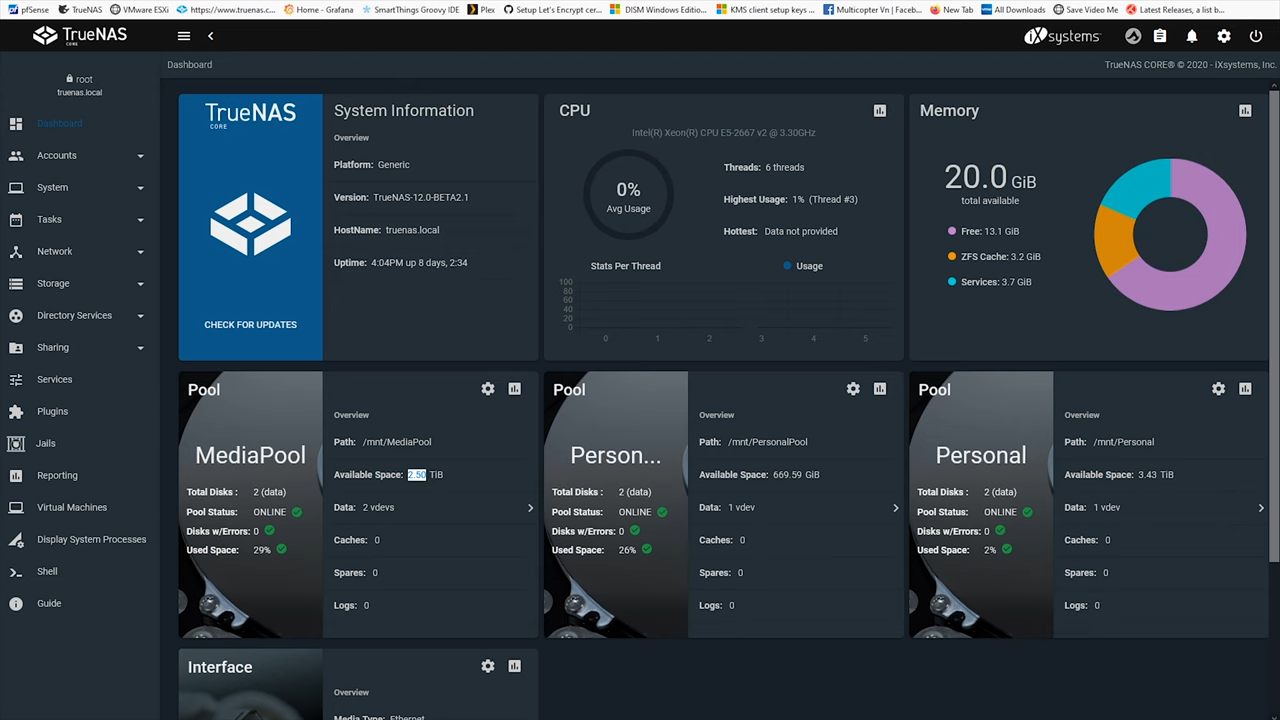 pfSense TrueNAS VMware ESXi https://www.truenas.c... Home - Grafana SmartThings Groovy IDE Plex Setup Let's Encrypt cer... DISM Windows Edition... KMS client setup keys ... Multicopter Vn | Faceb... New Tab All Downloads Save Video Me Latest Releases, a list b...
TrueNAS CORE
iXsystems
root
truenas.local
Dashboard
TrueNAS CORE® © 2020 - iXsystems, Inc.
Dashboard
Accounts
System
Tasks
Network
Storage
Directory Services
Sharing
Services
Plugins
Jails
Reporting
Virtual Machines
Display System Processes
Shell
Guide
TrueNAS
CORE
CHECK FOR UPDATES
System Information
Overview
Platform: Generic
Version: TrueNAS-12.0-BETA2.1
HostName: truenas.local
Uptime: 4:04PM up 8 days, 2:34
CPU
Intel(R) Xeon(R) CPU E5-2667 v2 @ 3.30GHz
0%
Avg Usage
Threads: 6 threads
Highest Usage: 1% (Thread #3)
Hottest: Data not provided
Stats Per Thread
Usage
100
80
60
40
20
0
0 1 2 3 4 5
Memory
20.0 GiB
total available
Free: 13.1 GiB
ZFS Cache: 3.2 GiB
Services: 3.7 GiB
Pool
MediaPool
Total Disks : 2 (data)
Pool Status: ONLINE
Disks w/Errors: 0
Used Space: 29%
Overview
Path: /mnt/MediaPool
Available Space: 2.50 TiB
Data: 2 vdevs
Caches: 0
Spares: 0
Logs: 0
Pool
Person...
Total Disks : 2 (data)
Pool Status: ONLINE
Disks w/Errors: 0
Used Space: 26%
Overview
Path: /mnt/PersonalPool
Available Space: 669.59 GiB
Data: 1 vdev
Caches: 0
Spares: 0
Logs: 0
Pool
Personal
Total Disks : 2 (data)
Pool Status: ONLINE
Disks w/Errors: 0
Used Space: 2%
Overview
Path: /mnt/Personal
Available Space: 3.43 TiB
Data: 1 vdev
Caches: 0
Spares: 0
Logs: 0
Interface
Overview
Media Type: Ethernet